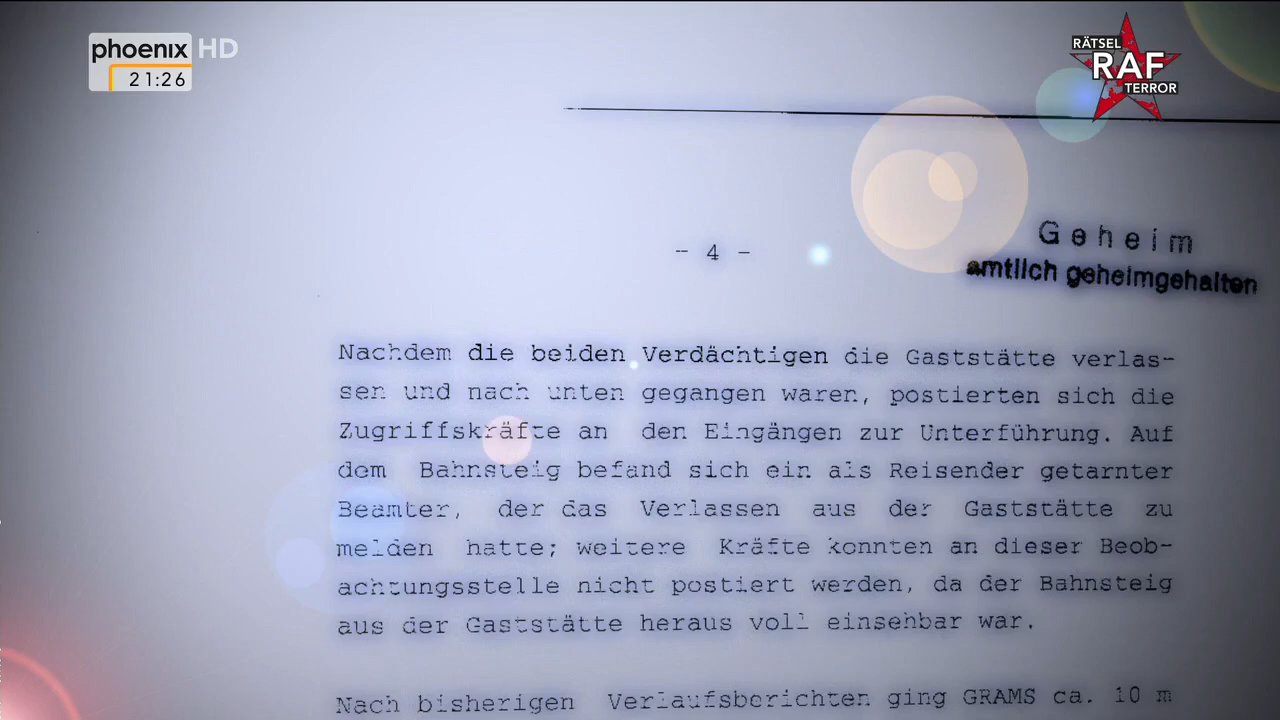 phoenix HD
21:26
RÄTSEL
RAF
TERROR
- 4 -
Geheim
amtlich geheimgehalten
Nachdem die beiden Verdächtigen die Gaststätte verlas-
sen und nach unten gegangen waren, postierten sich die
Zugriffskräfte an den Eingängen zur Unterführung. Auf
dem Bahnsteig befand sich ein als Reisender getarnter
Beamter, der das Verlassen aus der Gaststätte zu
melden hatte; weitere Kräfte konnten an dieser Beob-
achtungsstelle nicht postiert werden, da der Bahnsteig
aus der Gaststätte heraus voll einsehbar war.
Nach bisherigen Verlaufsberichten ging GRAMS ca. 10 m